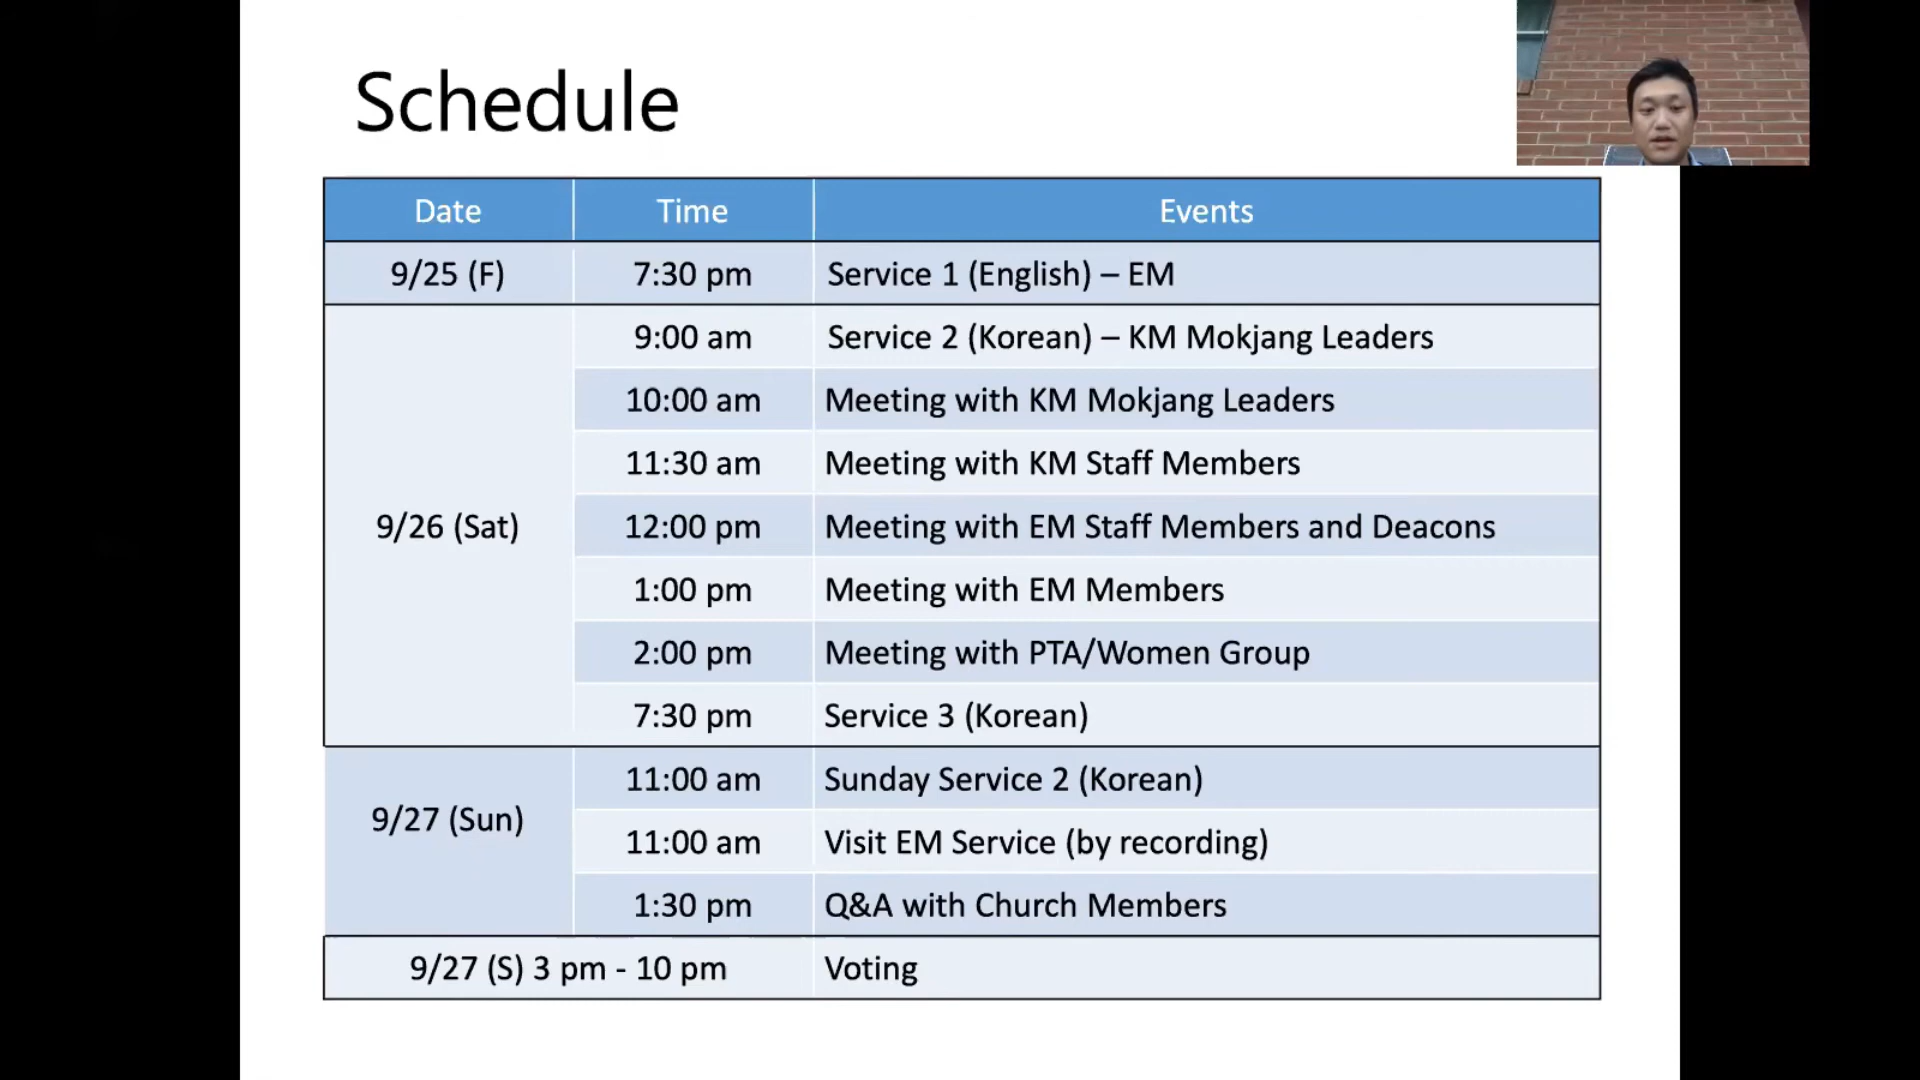 Schedule
Date Time Events
9/25 (F) 7:30 pm Service 1 (English) – EM
9:00 am Service 2 (Korean) – KM Mokjang Leaders
10:00 am Meeting with KM Mokjang Leaders
11:30 am Meeting with KM Staff Members
9/26 (Sat) 12:00 pm Meeting with EM Staff Members and Deacons
1:00 pm Meeting with EM Members
2:00 pm Meeting with PTA/Women Group
7:30 pm Service 3 (Korean)
11:00 am Sunday Service 2 (Korean)
9/27 (Sun)
11:00 am Visit EM Service (by recording)
1:30 pm Q&A with Church Members
9/27 (S) 3 pm - 10 pm Voting